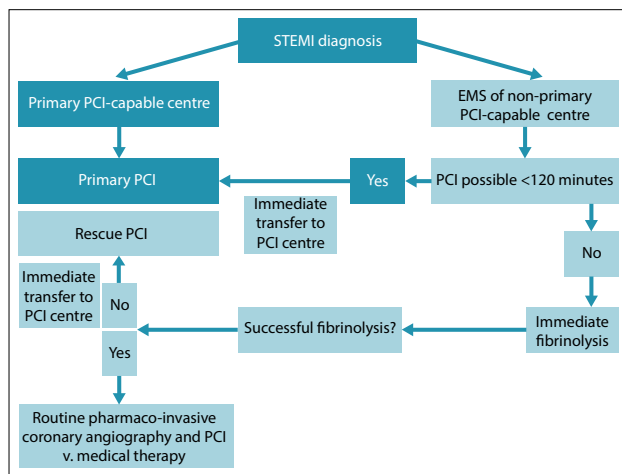 STEMI diagnosis
Primary PCI-capable centre
EMS of non-primary
PCI-capable centre
Primary PCI
Yes
PCI possible <120 minutes
Immediate
transfer to
PCI centre
Rescue PCI
No
Immediate
transfer to
PCI centre
No
Successful fibrinolysis?
Immediate
fibrinolysis
Yes
Routine pharmaco-invasive
coronary angiography and PCI
v. medical therapy